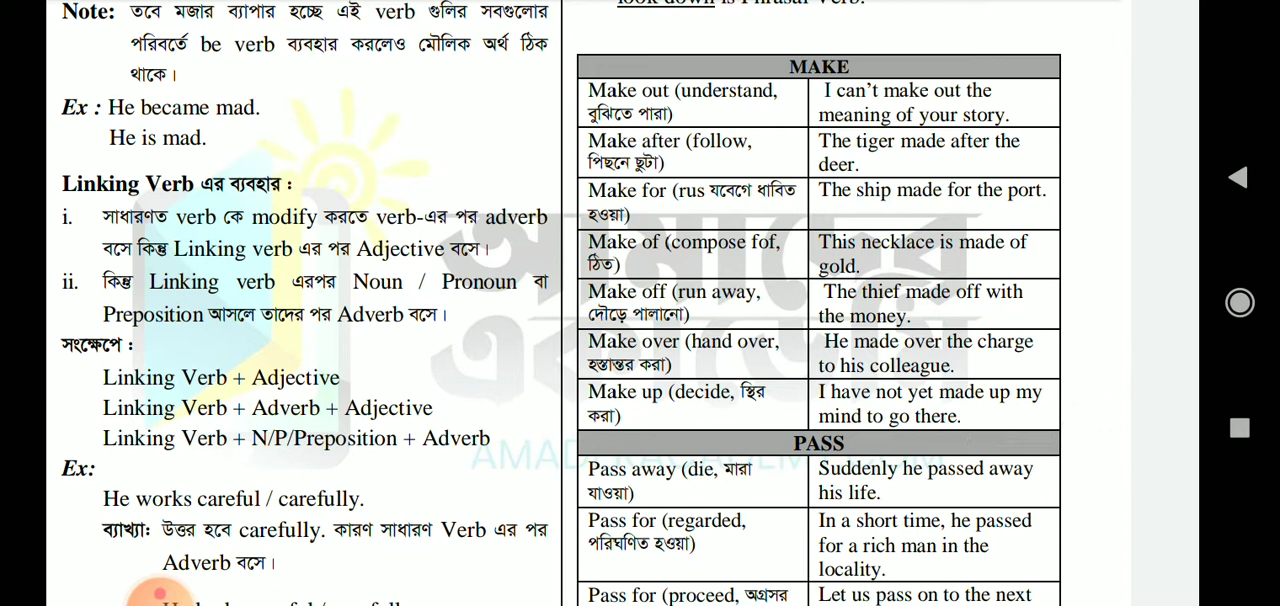 Note: তবে মজার ব্যাপার হচ্ছে এই verb গুলির সবগুলোর
পরিবর্তে be verb ব্যবহার করলেও মৌলিক অর্থ ঠিক
থাকে।
Ex : He became mad.
He is mad.
Linking Verb এর ব্যবহার :
i. সাধারণত verb কে modify করতে verb-এর পর adverb
বসে কিন্তু Linking verb এর পর Adjective বসে।
ii. কিন্তু Linking verb এরপর Noun / Pronoun বা
Preposition আসলে তাদের পর Adverb বসে।
সংক্ষেপে :
Linking Verb + Adjective
Linking Verb + Adverb + Adjective
Linking Verb + N/P/Preposition + Adverb
Ex:
He works careful / carefully.
ব্যাখ্যা: উত্তর হবে carefully. কারণ সাধারণ Verb এর পর
Adverb বসে।
look down is Phrasal Verb.
MAKE
Make out (understand,
বুঝিতে পারা)
I can't make out the
meaning of your story.
Make after (follow,
পিছনে ছুটা)
The tiger made after the
deer.
Make for (rus যবেগে ধাবিত
হওয়া)
The ship made for the port.
Make of (compose fof,
ঠিত)
This necklace is made of
gold.
Make off (run away,
দৌড়ে পালানো)
The thief made off with
the money.
Make over (hand over,
হস্তান্তর করা)
He made over the charge
to his colleague.
Make up (decide, স্থির
করা)
I have not yet made up my
mind to go there.
PASS
Pass away (die, মারা
যাওয়া)
Suddenly he passed away
his life.
Pass for (regarded,
পরিঘণিত হওয়া)
In a short time, he passed
for a rich man in the
locality.
Pass for (proceed, অগ্রসর
Let us pass on to the next
আমাদের
একাডেমি